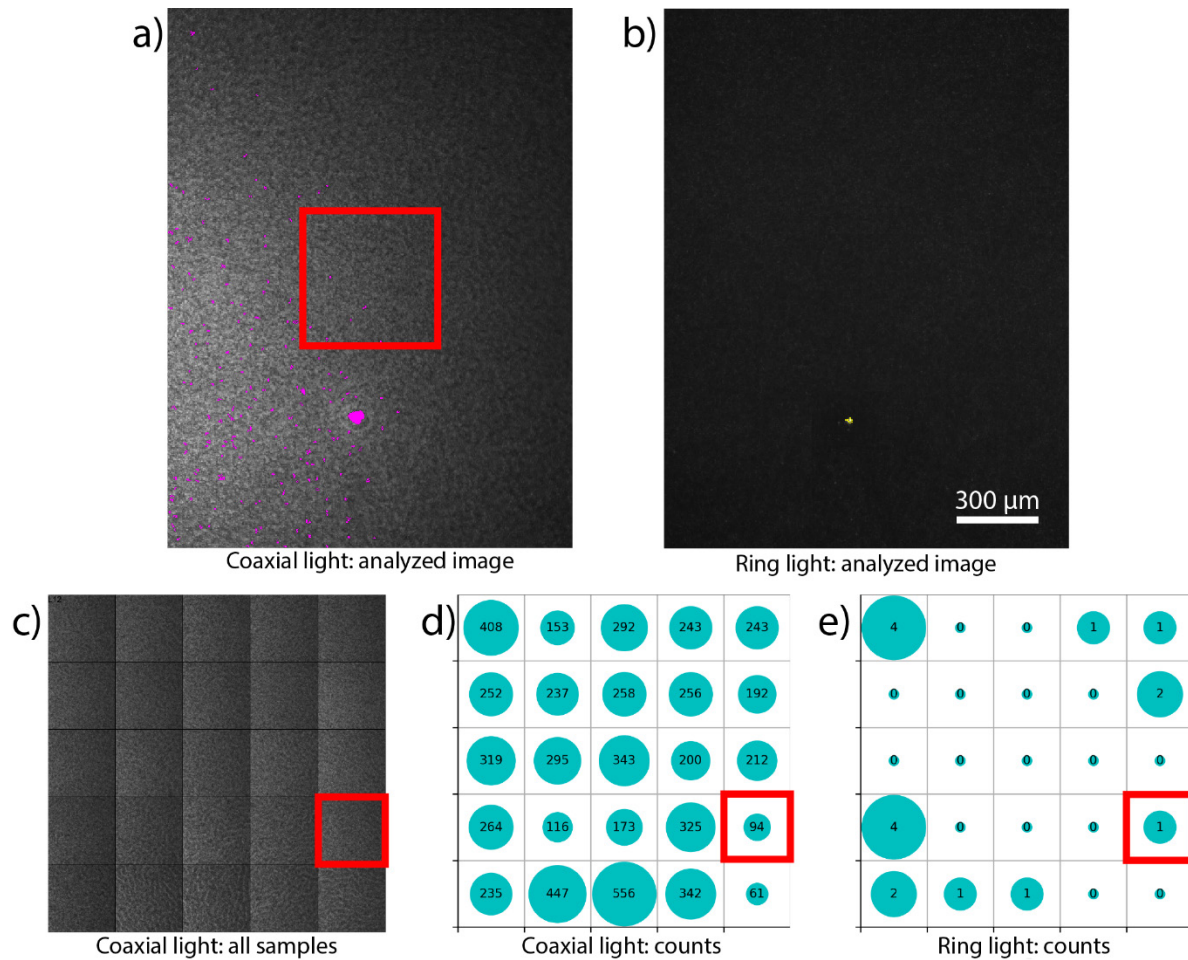 a)
b)
300 µm
Coaxial light: analyzed image
Ring light: analyzed image
c)
d)
e)
408 153 292 243 243
252 237 258 256 192
319 295 343 200 212
264 116 173 325 94
235 447 556 342 61
4 0 0 1 1
0 0 0 0 2
0 0 0 0 0
4 0 0 0 1
2 1 1 0 0
Coaxial light: all samples
Coaxial light: counts
Ring light: counts